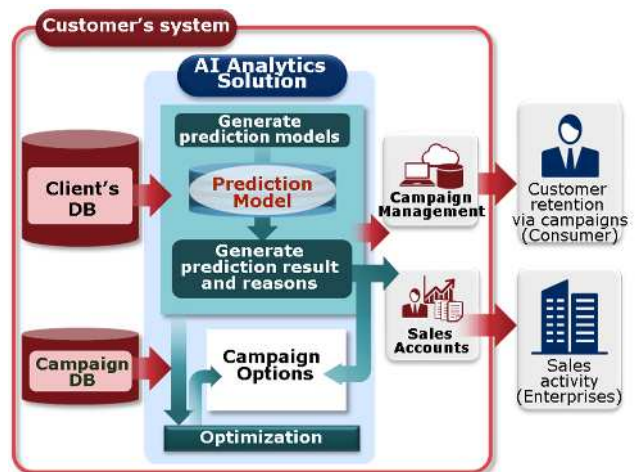 Customer's system
AI Analytics
Solution
Generate
prediction models
Client's
DB
Prediction
Model
Campaign
Management
Customer
retention
via campaigns
(Consumer)
Generate
prediction result
and reasons
Campaign
DB
Campaign
Options
Sales
Accounts
Sales
activity
(Enterprises)
Optimization